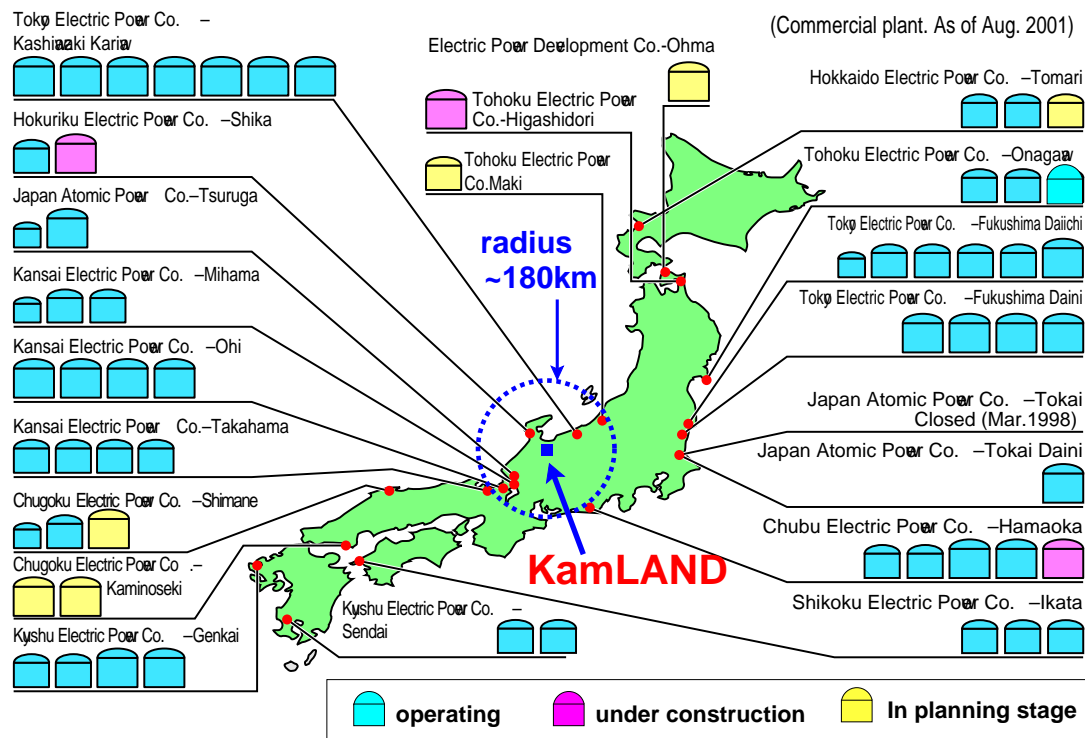 (Commercial plant. As of Aug. 2001)
Tokyo Electric Power Co. –
Kashiwazaki Kariwa
Electric Power Development Co.-Ohma
Hokkaido Electric Power Co. –Tomari
Tohoku Electric Power
Co.-Higashidori
Hokuriku Electric Power Co. –Shika
Tohoku Electric Power Co. –Onagawa
Tohoku Electric Power
Co.Maki
Japan Atomic Power Co.–Tsuruga
Tokyo Electric Power Co. –Fukushima Daiichi
radius
~180km
Kansai Electric Power Co. –Mihama
Tokyo Electric Power Co. –Fukushima Daini
Kansai Electric Power Co. –Ohi
Japan Atomic Power Co. –Tokai
Closed (Mar.1998)
Kansai Electric Power Co.–Takahama
Japan Atomic Power Co. –Tokai Daini
Chugoku Electric Power Co. –Shimane
Chubu Electric Power Co. –Hamaoka
KamLAND
Chugoku Electric Power Co .–
Kaminoseki
Shikoku Electric Power Co. –Ikata
Kyushu Electric Power Co. –
Sendai
Kyushu Electric Power Co. –Genkai
operating
under construction
In planning stage